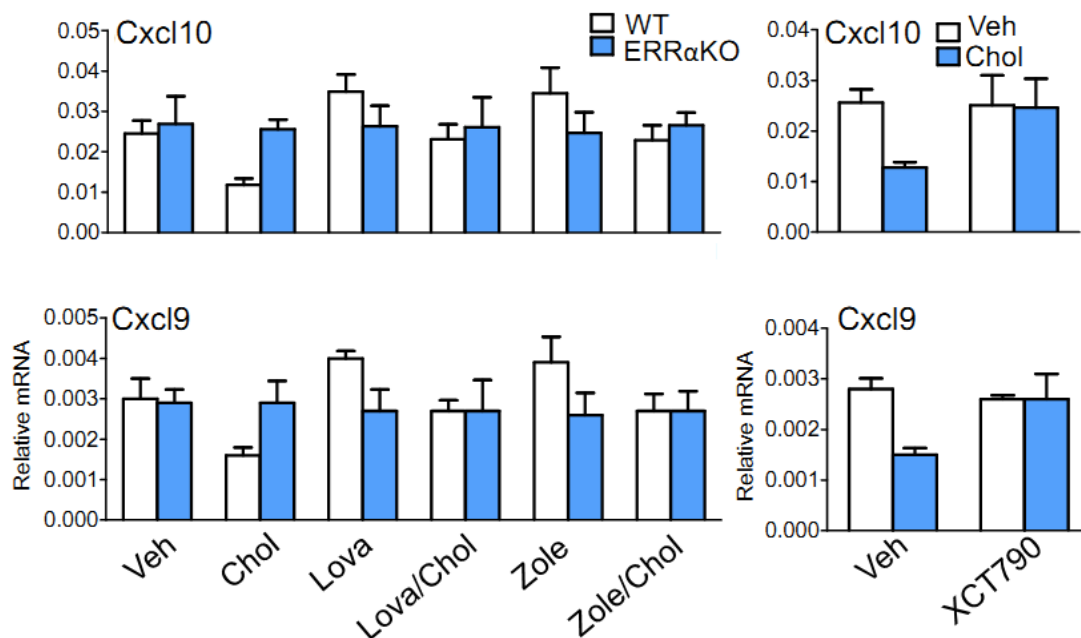 Cxcl10
WT
ERRαKO
0.05
0.04
0.03
0.02
0.01
0.00
Cxcl10
Veh
Chol
0.04
0.03
0.02
0.01
0.00
Cxcl9
Relative mRNA
0.005
0.004
0.003
0.002
0.001
0.000
Veh
Chol
Lova
Lova/Chol
Zole
Zole/Chol
Cxcl9
Relative mRNA
0.004
0.003
0.002
0.001
0.000
Veh
XCT790